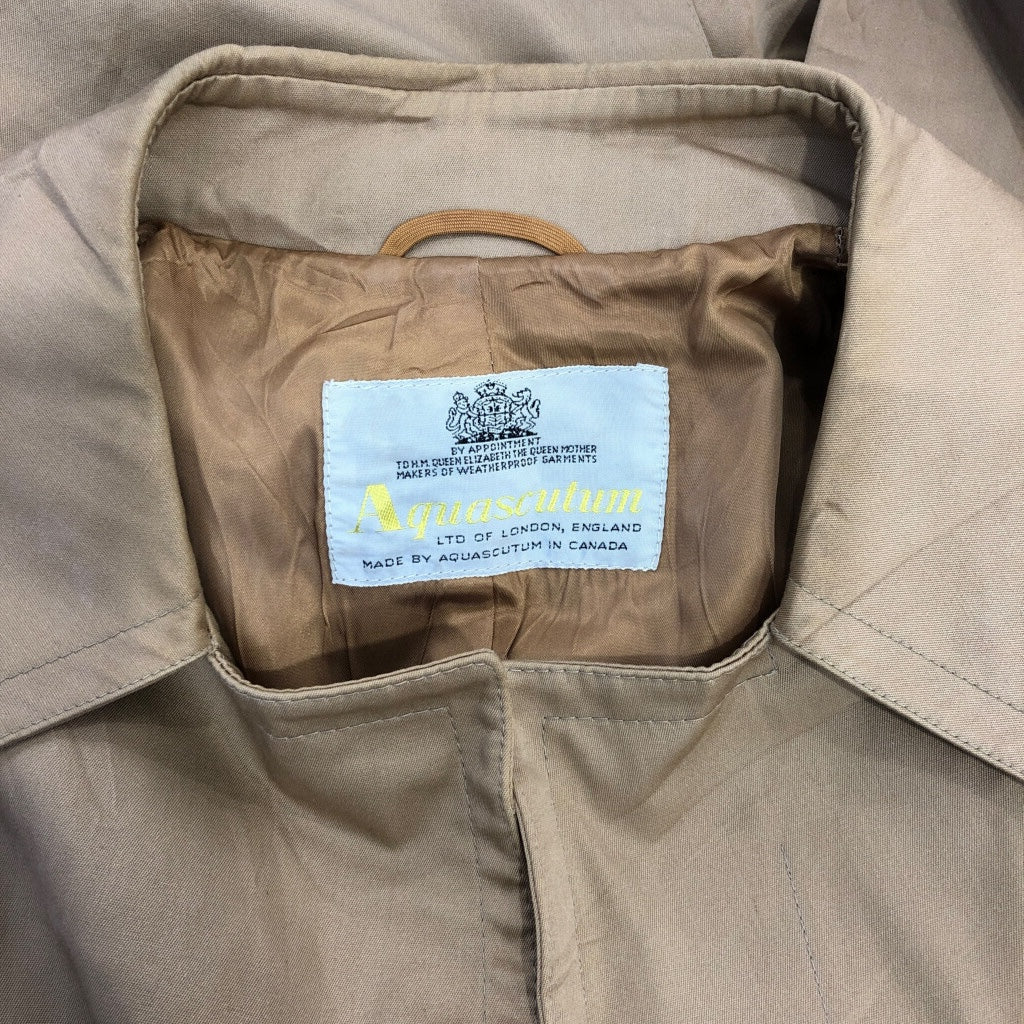 BY APPOINTMENT
TO H.M. QUEEN ELIZABETH THE QUEEN MOTHER
MAKERS OF WEATHERPROOF GARMENTS
Aquascutum
LTD OF LONDON, ENGLAND
MADE BY AQUASCUTUM IN CANADA